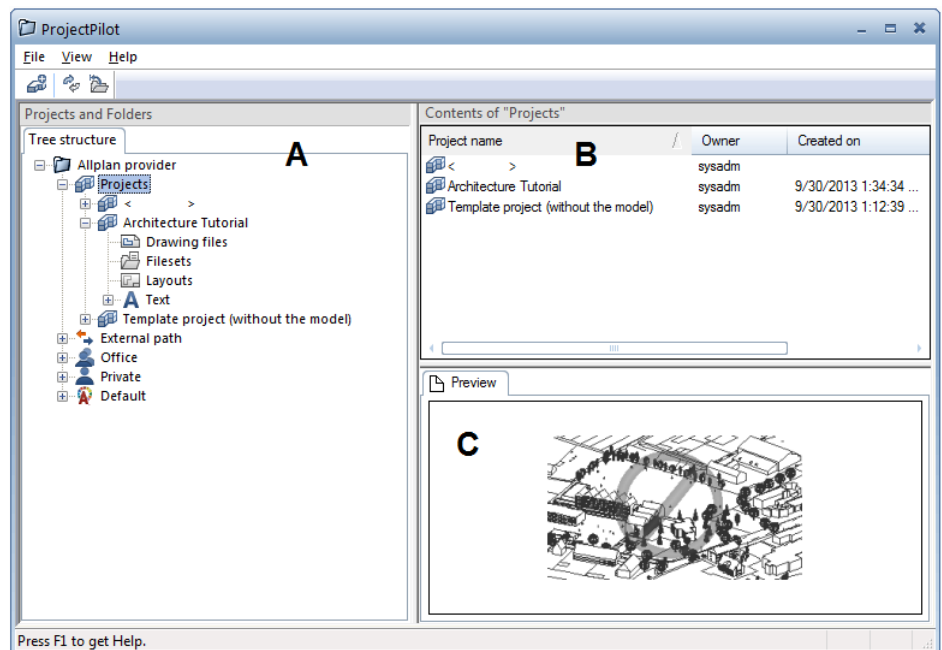 ProjectPilot
File View Help
Projects and Folders
Tree structure
A
Allplan provider
Projects
< >
Architecture Tutorial
Drawing files
Filesets
Layouts
Text
Template project (without the model)
External path
Office
Private
Default
Contents of "Projects"
Project name Owner Created on
B
< > sysadm
Architecture Tutorial sysadm 9/30/2013 1:34:34 ...
Template project (without the model) sysadm 9/30/2013 1:12:39 ...
Preview
C
Press F1 to get Help.